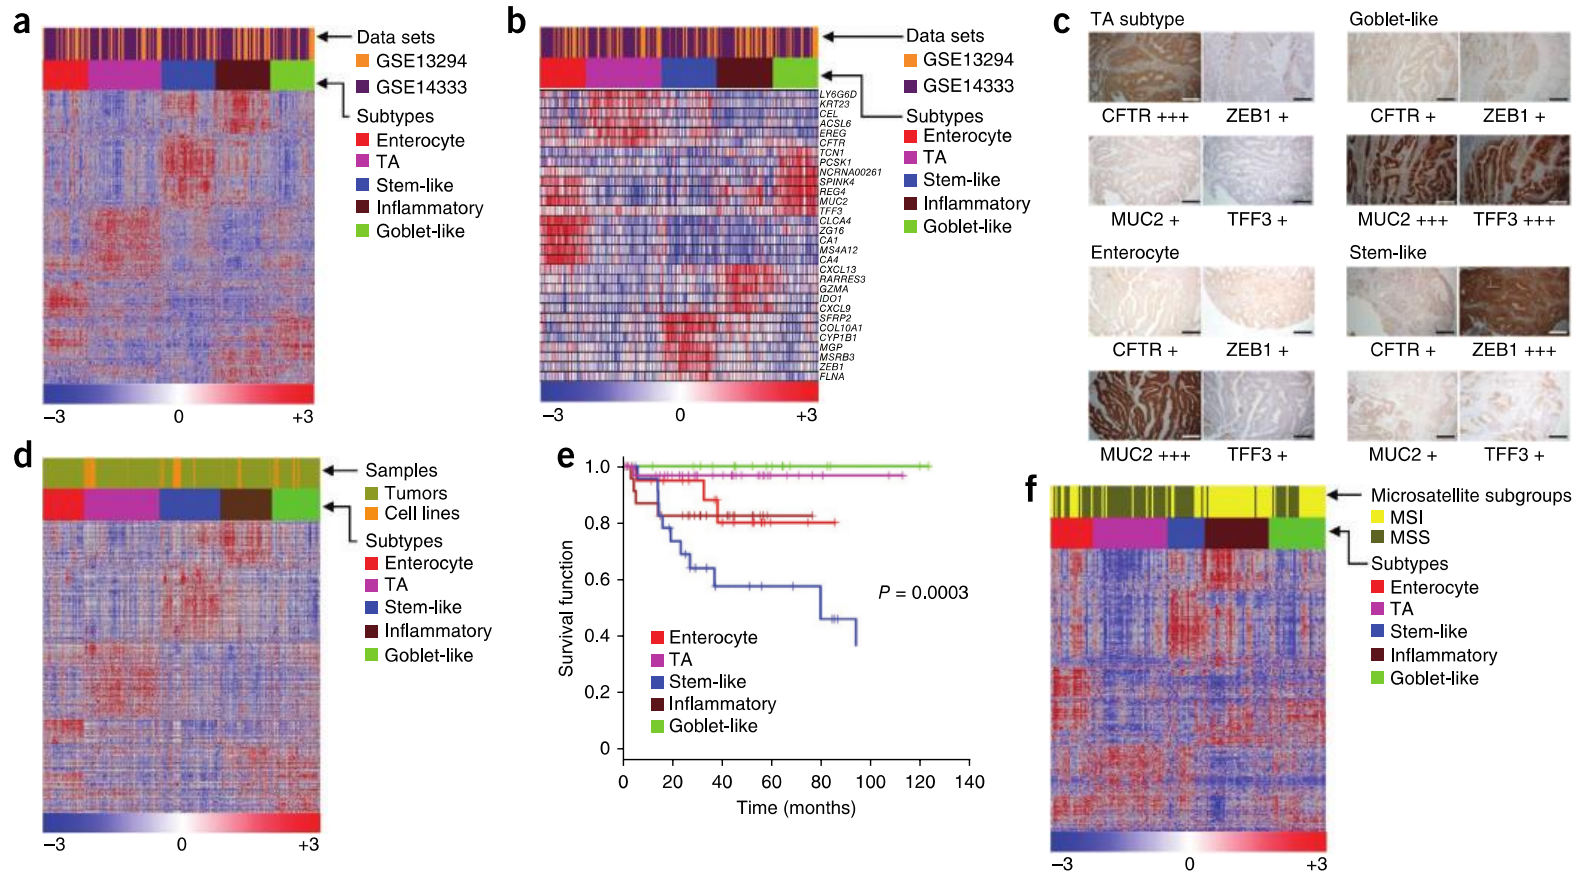 a
Data sets
GSE13294
GSE14333
Subtypes
Enterocyte
TA
Stem-like
Inflammatory
Goblet-like
–3 0 +3
b
Data sets
GSE13294
GSE14333
Subtypes
Enterocyte
TA
Stem-like
Inflammatory
Goblet-like
LY6G6D
KRT23
CEL
ACSL6
EREG
CFTR
TCN1
PCSK1
NCRNA00261
SPINK4
REG4
MUC2
TFF3
CLCA4
ZG16
CA1
MS4A12
CA4
CXCL13
RARRES3
GZMA
IDO1
CXCL9
SFRP2
COL10A1
CYP1B1
MGP
MSRB3
ZEB1
FLNA
–3 0 +3
c
TA subtype
CFTR +++ ZEB1 +
MUC2 + TFF3 +
Goblet-like
CFTR + ZEB1 +
MUC2 +++ TFF3 +++
Enterocyte
CFTR + ZEB1 +
MUC2 +++ TFF3 +
Stem-like
CFTR + ZEB1 +++
MUC2 + TFF3 +
d
Samples
Tumors
Cell lines
Subtypes
Enterocyte
TA
Stem-like
Inflammatory
Goblet-like
–3 0 +3
e
Survival function
1.0
0.8
0.6
0.4
0.2
0
P = 0.0003
Enterocyte
TA
Stem-like
Inflammatory
Goblet-like
0 20 40 60 80 100 120 140
Time (months)
f
Microsatellite subgroups
MSI
MSS
Subtypes
Enterocyte
TA
Stem-like
Inflammatory
Goblet-like
–3 0 +3